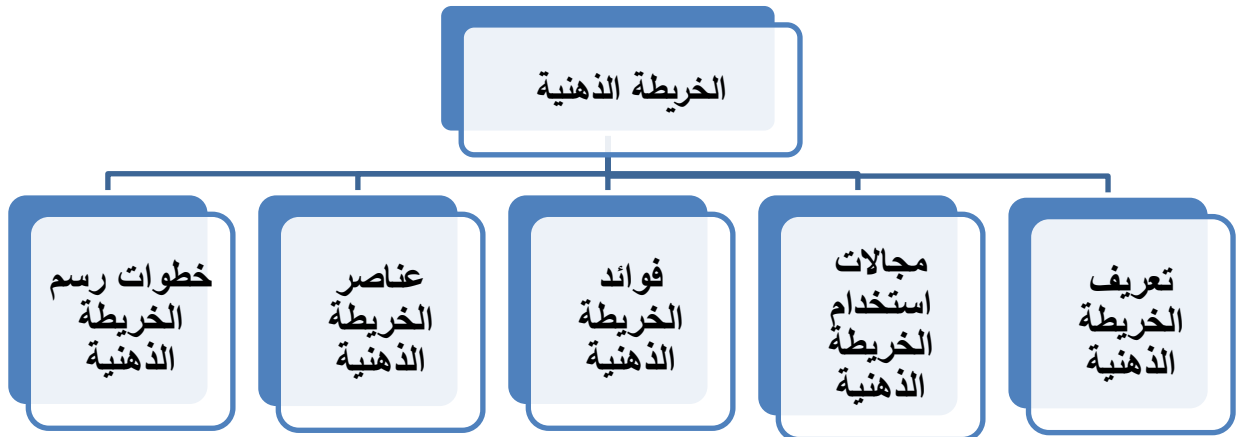 الخريطة الذهنية
تعريف
الخريطة
الذهنية
مجالات
استخدام
الخريطة
الذهنية
فوائد
الخريطة
الذهنية
عناصر
الخريطة
الذهنية
خطوات رسم
الخريطة
الذهنية